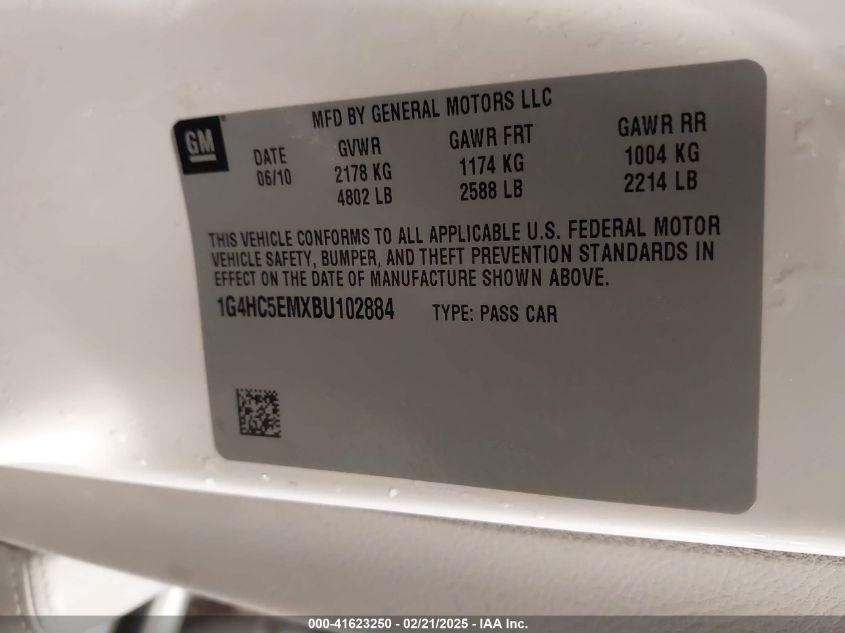 MFD BY GENERAL MOTORS LLC
GM
DATE GVWR GAWR FRT GAWR RR
06/10 2178 KG 1174 KG 1004 KG
4802 LB 2588 LB 2214 LB
THIS VEHICLE CONFORMS TO ALL APPLICABLE U.S. FEDERAL MOTOR
VEHICLE SAFETY, BUMPER, AND THEFT PREVENTION STANDARDS IN
EFFECT ON THE DATE OF MANUFACTURE SHOWN ABOVE.
1G4HC5EMXBU102884 TYPE: PASS CAR
000-41623250 - 02/21/2025 - IAA Inc.